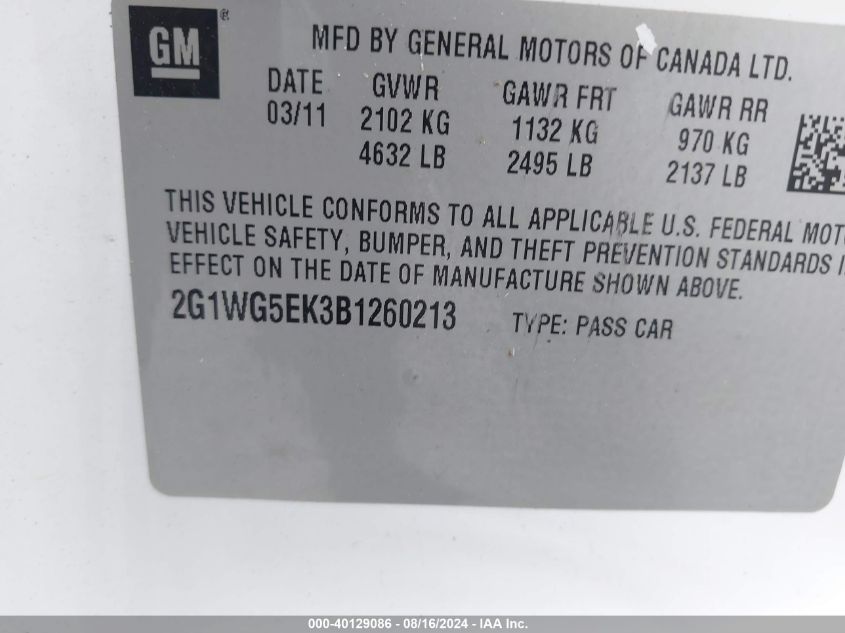 GM ®
MFD BY GENERAL MOTORS OF CANADA LTD.
DATE GVWR GAWR FRT GAWR RR
03/11 2102 KG 1132 KG 970 KG
4632 LB 2495 LB 2137 LB
THIS VEHICLE CONFORMS TO ALL APPLICABLE U.S. FEDERAL MOT
VEHICLE SAFETY, BUMPER, AND THEFT PREVENTION STANDARDS I
EFFECT ON THE DATE OF MANUFACTURE SHOWN ABOVE.
2G1WG5EK3B1260213 TYPE: PASS CAR
000-40129086 - 08/16/2024 - IAA Inc.